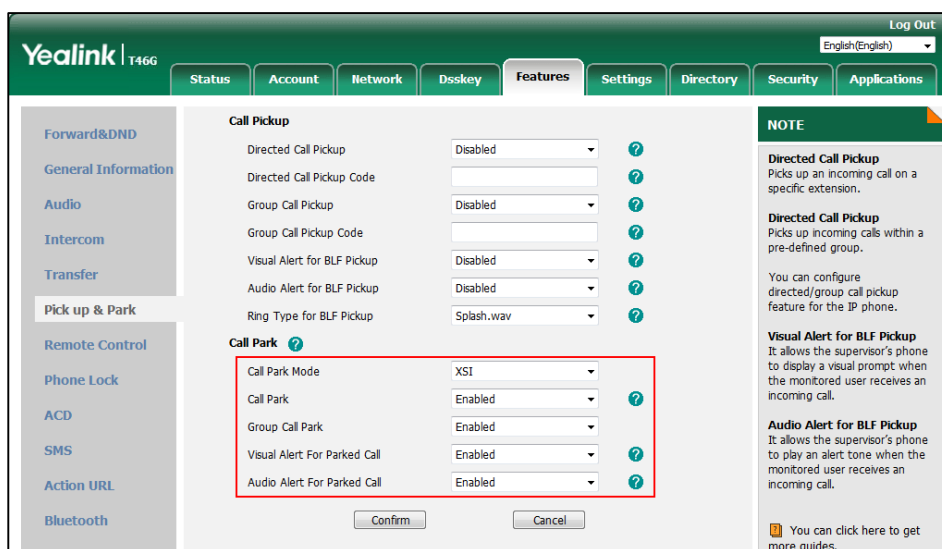 Log Out
Yealink T46G
English(English)
Status Account Network Dsskey Features Settings Directory Security Applications
Forward&DND
General Information
Audio
Intercom
Transfer
Pick up & Park
Remote Control
Phone Lock
ACD
SMS
Action URL
Bluetooth
Call Pickup
Directed Call Pickup Disabled ?
Directed Call Pickup Code ?
Group Call Pickup Disabled ?
Group Call Pickup Code ?
Visual Alert for BLF Pickup Disabled ?
Audio Alert for BLF Pickup Disabled ?
Ring Type for BLF Pickup Splash.wav ?
Call Park ?
Call Park Mode XSI
Call Park Enabled ?
Group Call Park Enabled
Visual Alert For Parked Call Enabled ?
Audio Alert For Parked Call Enabled ?
Confirm Cancel
NOTE
Directed Call Pickup
Picks up an incoming call on a
specific extension.
Directed Call Pickup
Picks up incoming calls within a
pre-defined group.
You can configure
directed/group call pickup
feature for the IP phone.
Visual Alert for BLF Pickup
It allows the supervisor's phone
to display a visual prompt when
the monitored user receives an
incoming call.
Audio Alert for BLF Pickup
It allows the supervisor's phone
to play an alert tone when the
monitored user receives an
incoming call.
? You can click here to get
more guides.